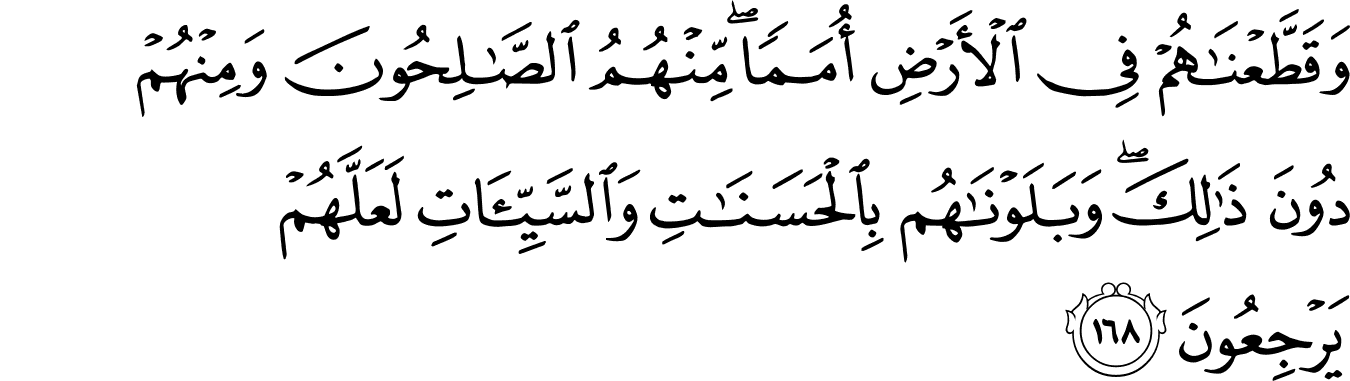 وَقَطَّعْنَٰهُمْ فِى ٱلْأَرْضِ أُمَمًا ۖ مِّنْهُمُ ٱلصَّٰلِحُونَ وَمِنْهُمْ
دُونَ ذَٰلِكَ ۖ وَبَلَوْنَٰهُم بِٱلْحَسَنَٰتِ وَٱلسَّيِّـَٔاتِ لَعَلَّهُمْ
يَرْجِعُونَ ١٦٨